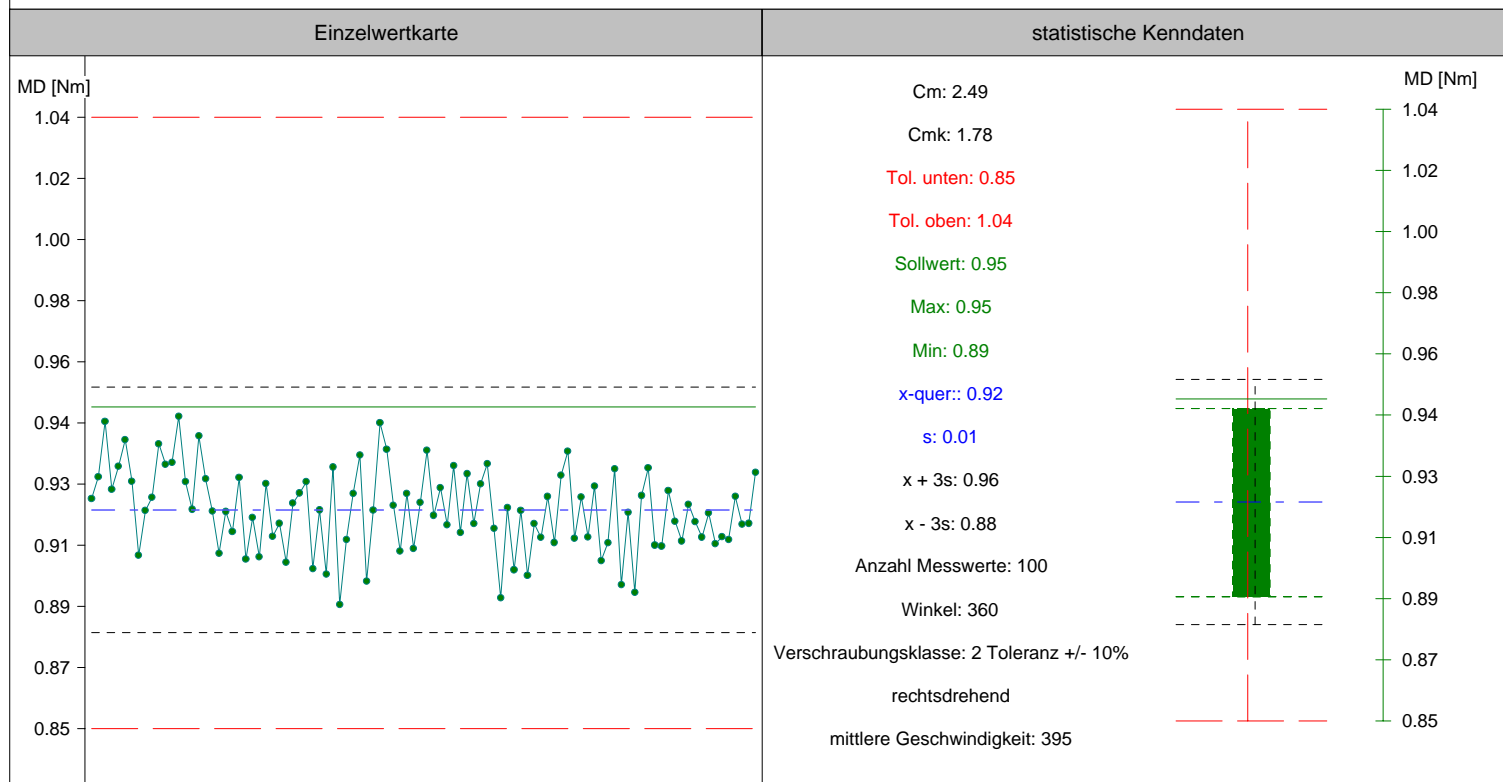 Einzelwertkarte
statistische Kenndaten
MD [Nm]
1.04
1.02
1.00
0.98
0.96
0.94
0.93
0.91
0.89
0.87
0.85
Cm: 2.49
Cmk: 1.78
Tol. unten: 0.85
Tol. oben: 1.04
Sollwert: 0.95
Max: 0.95
Min: 0.89
x-quer:: 0.92
s: 0.01
x + 3s: 0.96
x - 3s: 0.88
Anzahl Messwerte: 100
Winkel: 360
Verschraubungsklasse: 2 Toleranz +/- 10%
rechtsdrehend
mittlere Geschwindigkeit: 395
MD [Nm]
1.04
1.02
1.00
0.98
0.96
0.94
0.93
0.91
0.89
0.87
0.85